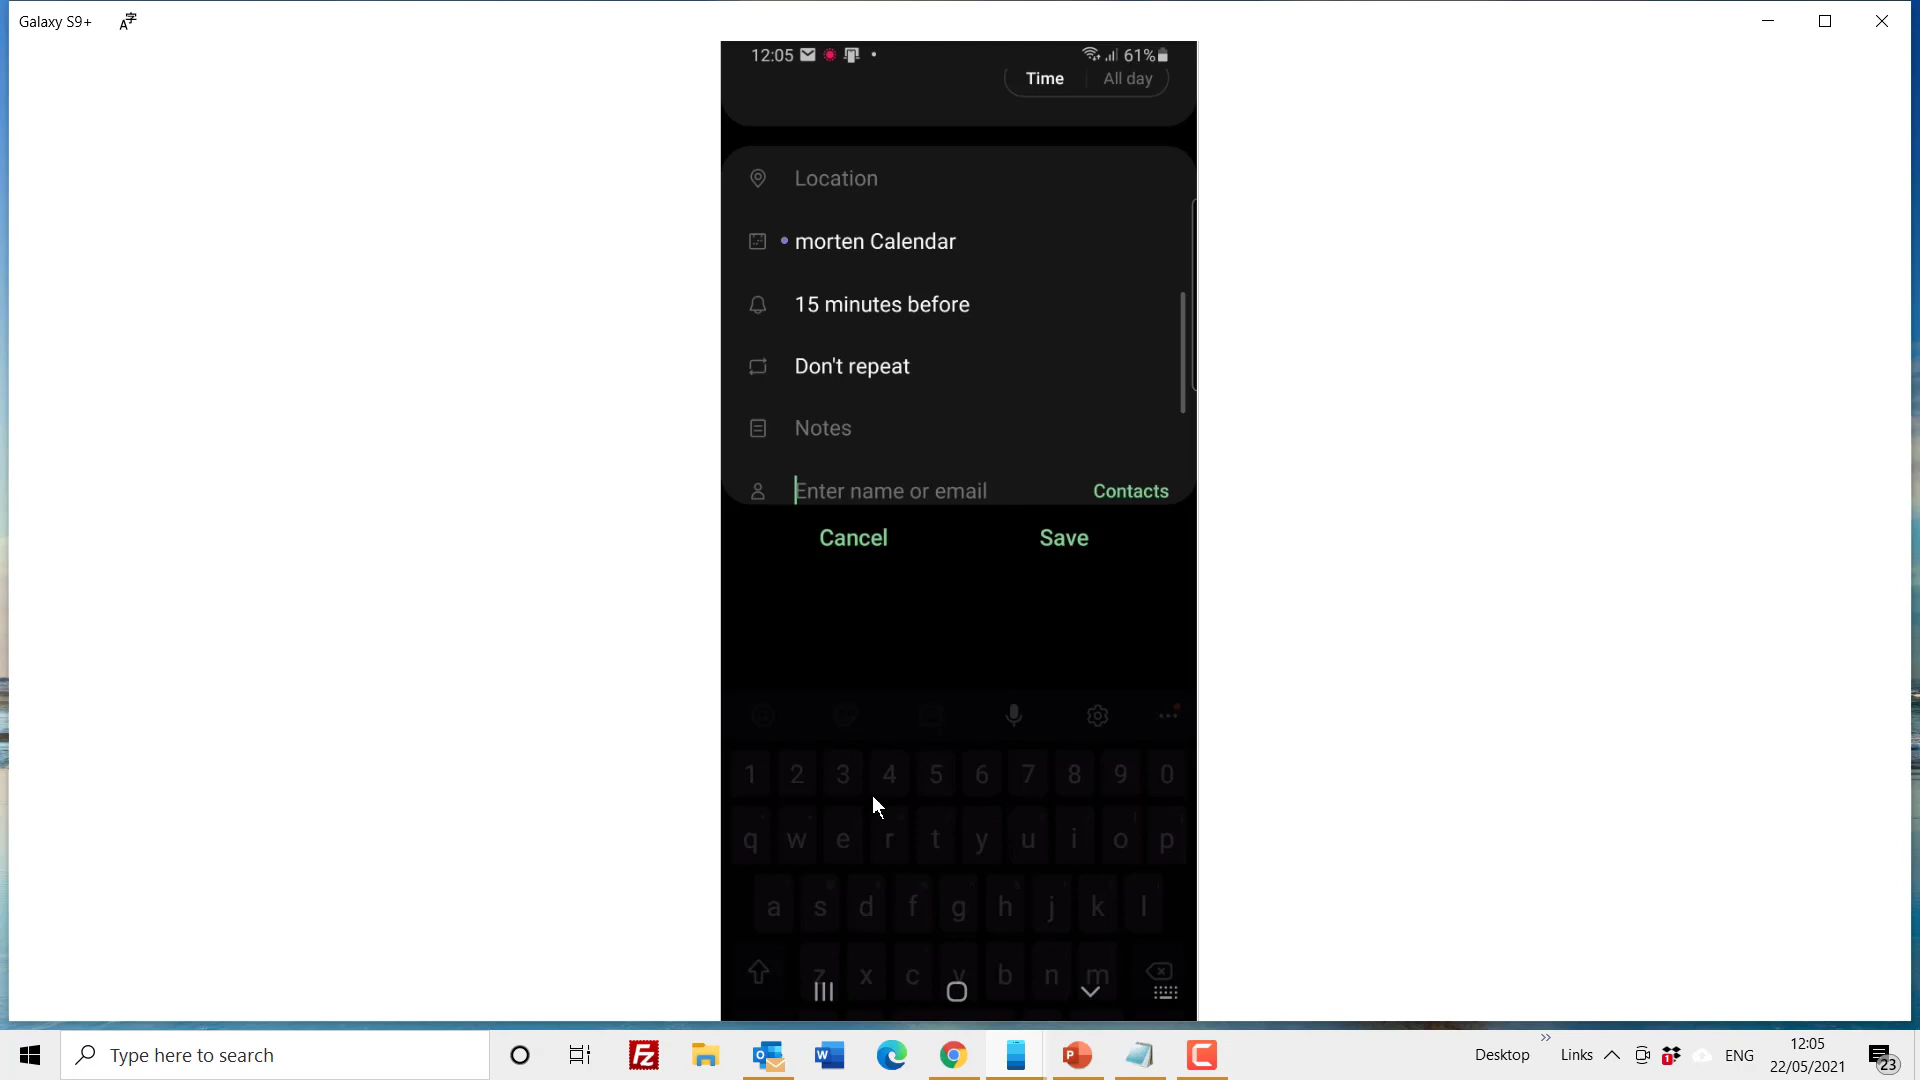 Galaxy S9+
12:05
61%
Time
All day
Location
morten Calendar
15 minutes before
Don't repeat
Notes
Enter name or email
Contacts
Cancel
Save
1 2 3 4 5 6 7 8 9 0
q w e r t y u i o p
a s d f g h j k l
z x c v b n m
Type here to search
Desktop
Links
1
ENG
12:05
22/05/2021
23